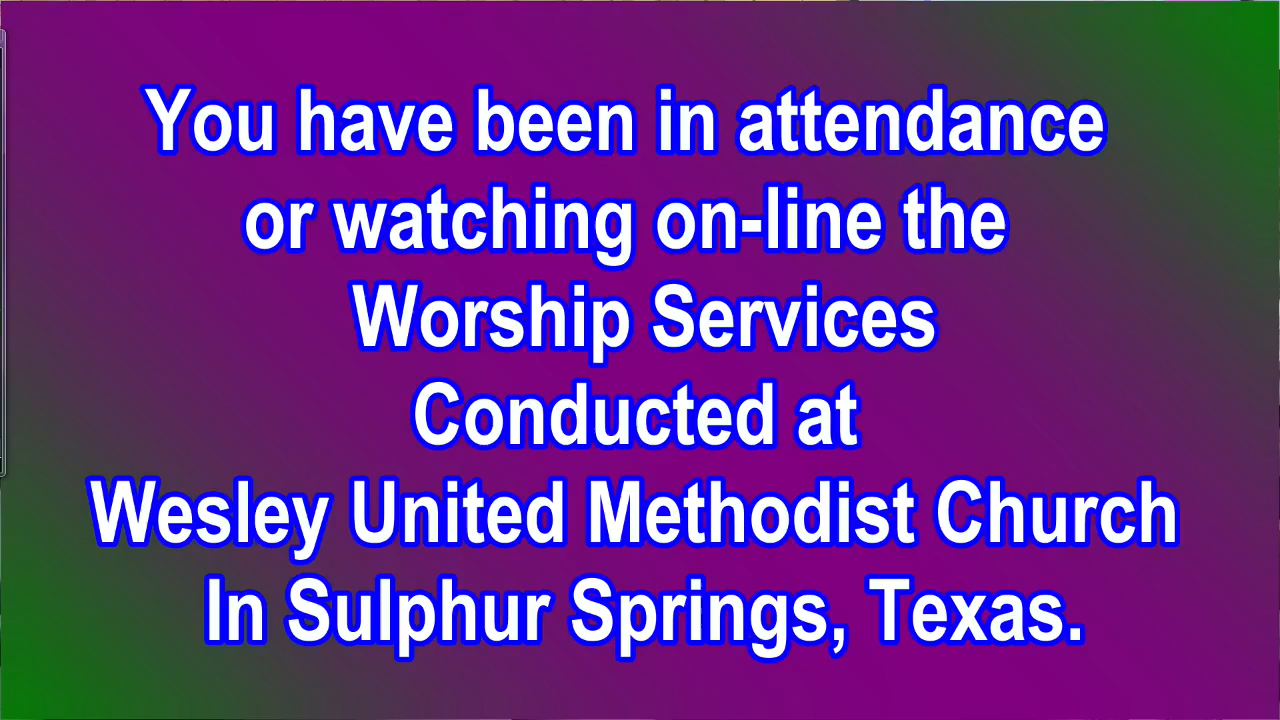 You have been in attendance
or watching on-line the
Worship Services
Conducted at
Wesley United Methodist Church
In Sulphur Springs, Texas.